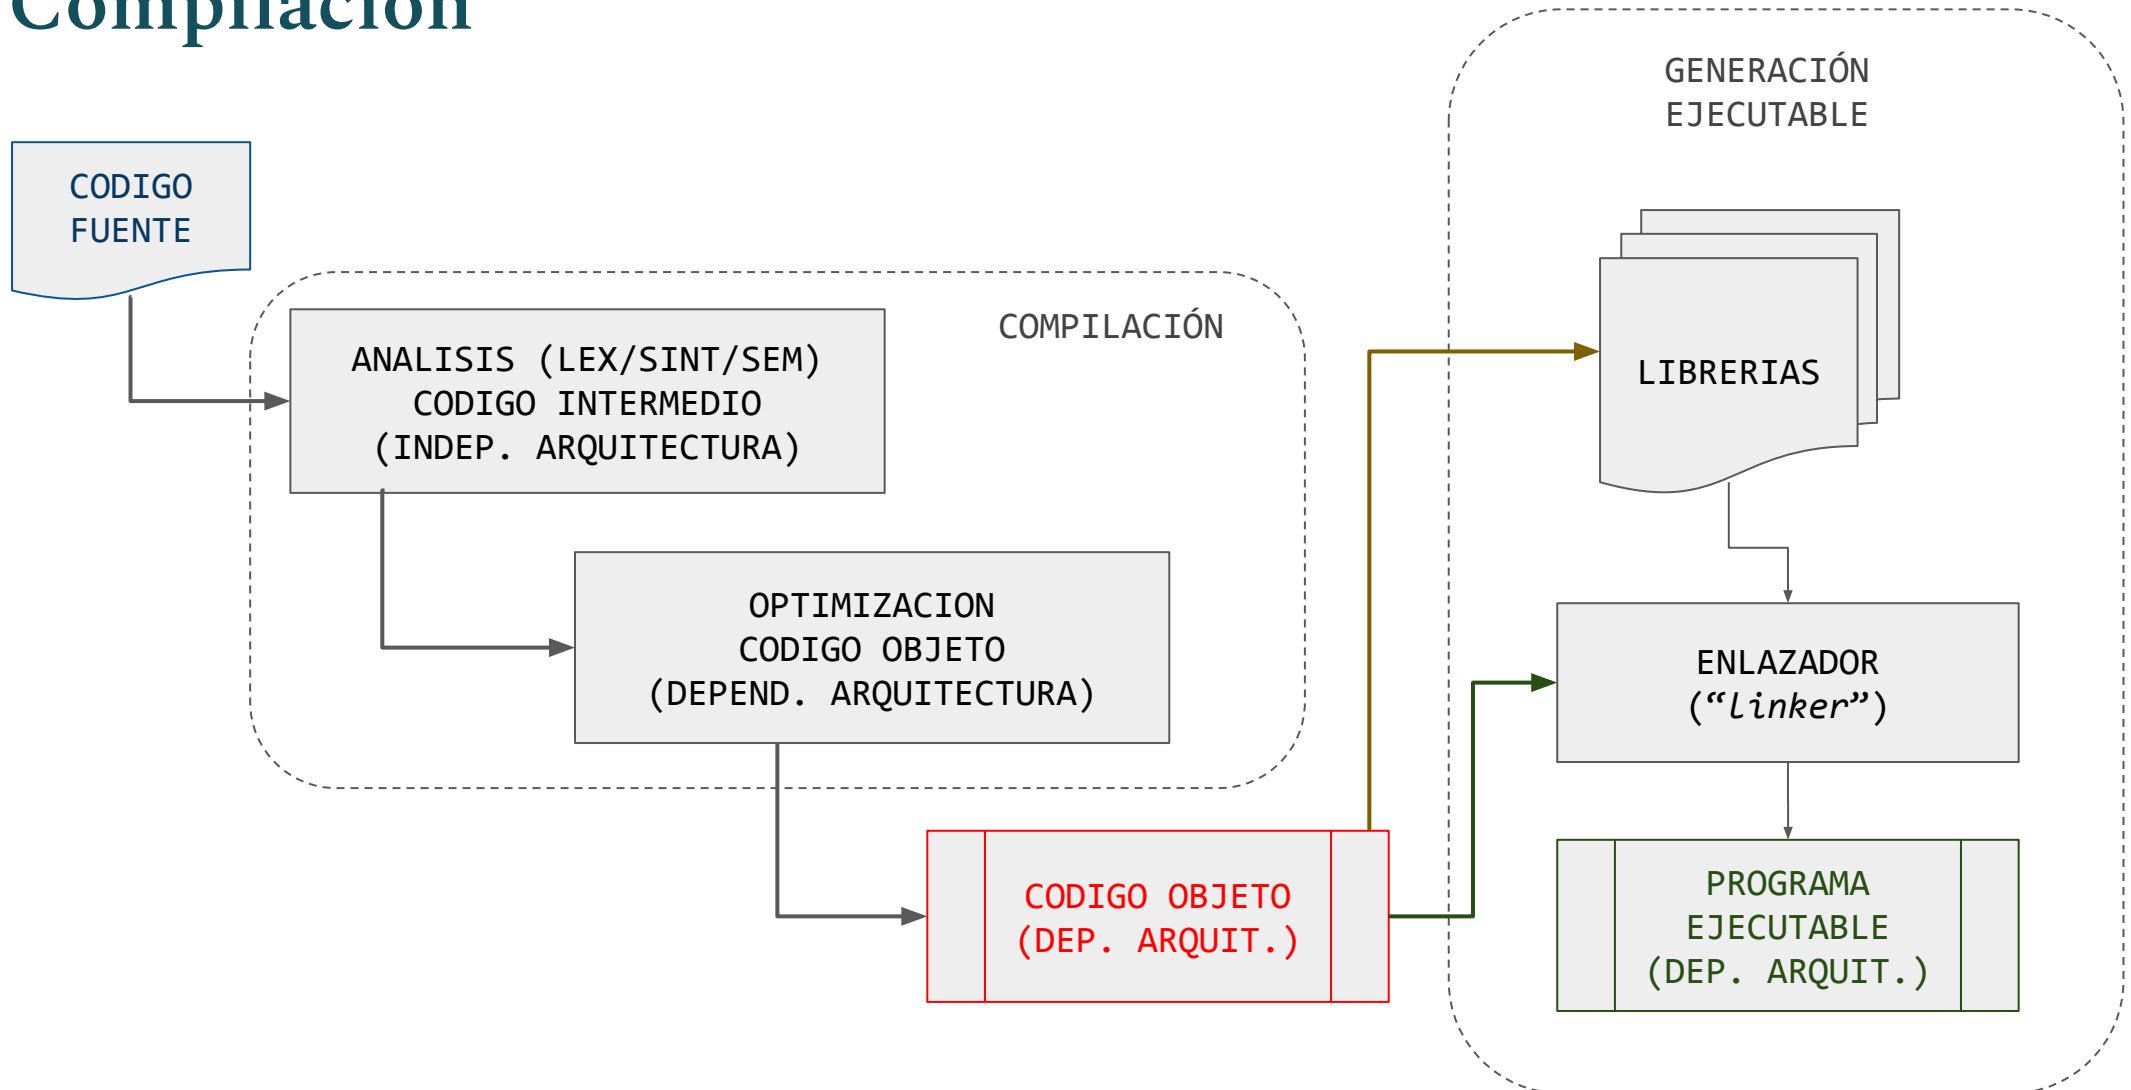 Compilación
CODIGO
FUENTE
COMPILACIÓN
ANALISIS (LEX/SINT/SEM)
CODIGO INTERMEDIO
(INDEP. ARQUITECTURA)
OPTIMIZACION
CODIGO OBJETO
(DEPEND. ARQUITECTURA)
CODIGO OBJETO
(DEP. ARQUIT.)
GENERACIÓN
EJECUTABLE
LIBRERIAS
ENLAZADOR
(“linker”)
PROGRAMA
EJECUTABLE
(DEP. ARQUIT.)